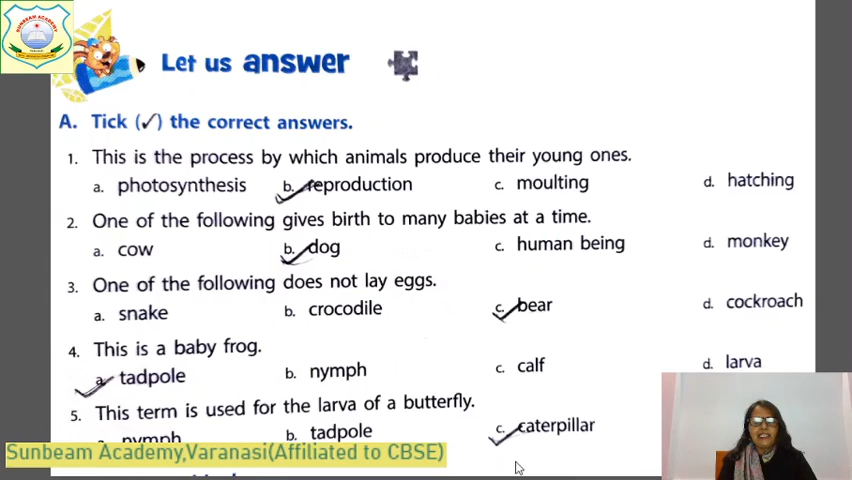 SUNBEAM ACADEMY
Let us answer
A. Tick (✓) the correct answers.
1. This is the process by which animals produce their young ones.
a. photosynthesis b. reproduction c. moulting d. hatching
2. One of the following gives birth to many babies at a time.
a. cow b. dog c. human being d. monkey
3. One of the following does not lay eggs.
a. snake b. crocodile c. bear d. cockroach
4. This is a baby frog.
a. tadpole b. nymph c. calf d. larva
5. This term is used for the larva of a butterfly.
a. nymph b. tadpole c. caterpillar
Sunbeam Academy,Varanasi(Affiliated to CBSE)